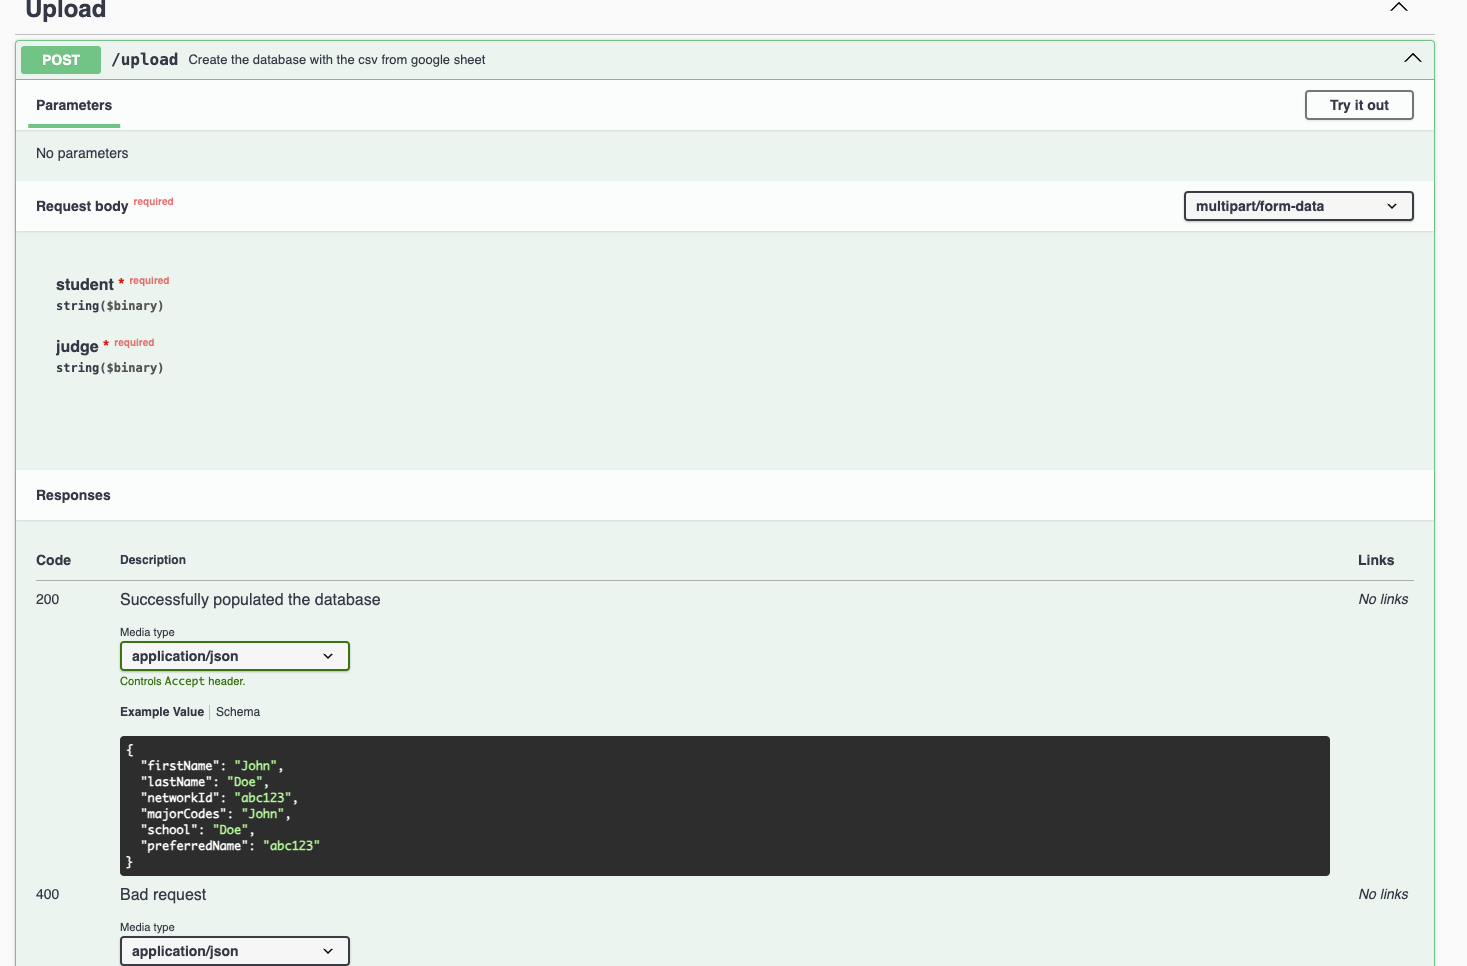 Upload
POST /upload Create the database with the csv from google sheet
Parameters
Try it out
No parameters
Request body required
multipart/form-data
student * required
string($binary)
judge * required
string($binary)
Responses
Code Description Links
200 Successfully populated the database No links
Media type
application/json
Controls Accept header.
Example Value Schema
{
"firstName": "John",
"lastName": "Doe",
"networkId": "abc123",
"majorCodes": "John",
"school": "Doe",
"preferredName": "abc123"
}
400 Bad request No links
Media type
application/json